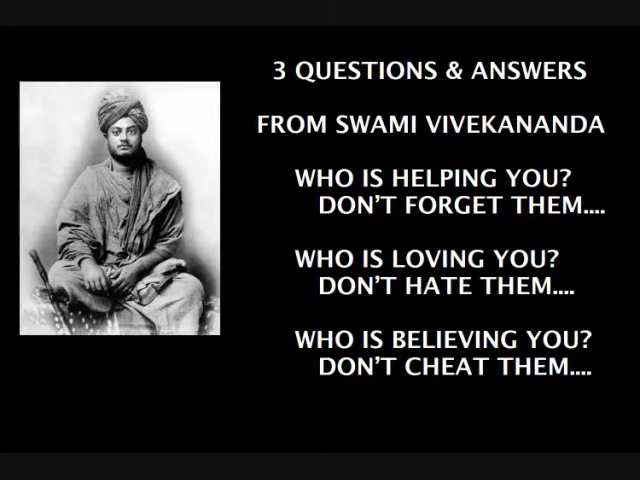 3 QUESTIONS & ANSWERS
FROM SWAMI VIVEKANANDA
WHO IS HELPING YOU?
DON'T FORGET THEM....
WHO IS LOVING YOU?
DON'T HATE THEM....
WHO IS BELIEVING YOU?
DON'T CHEAT THEM....